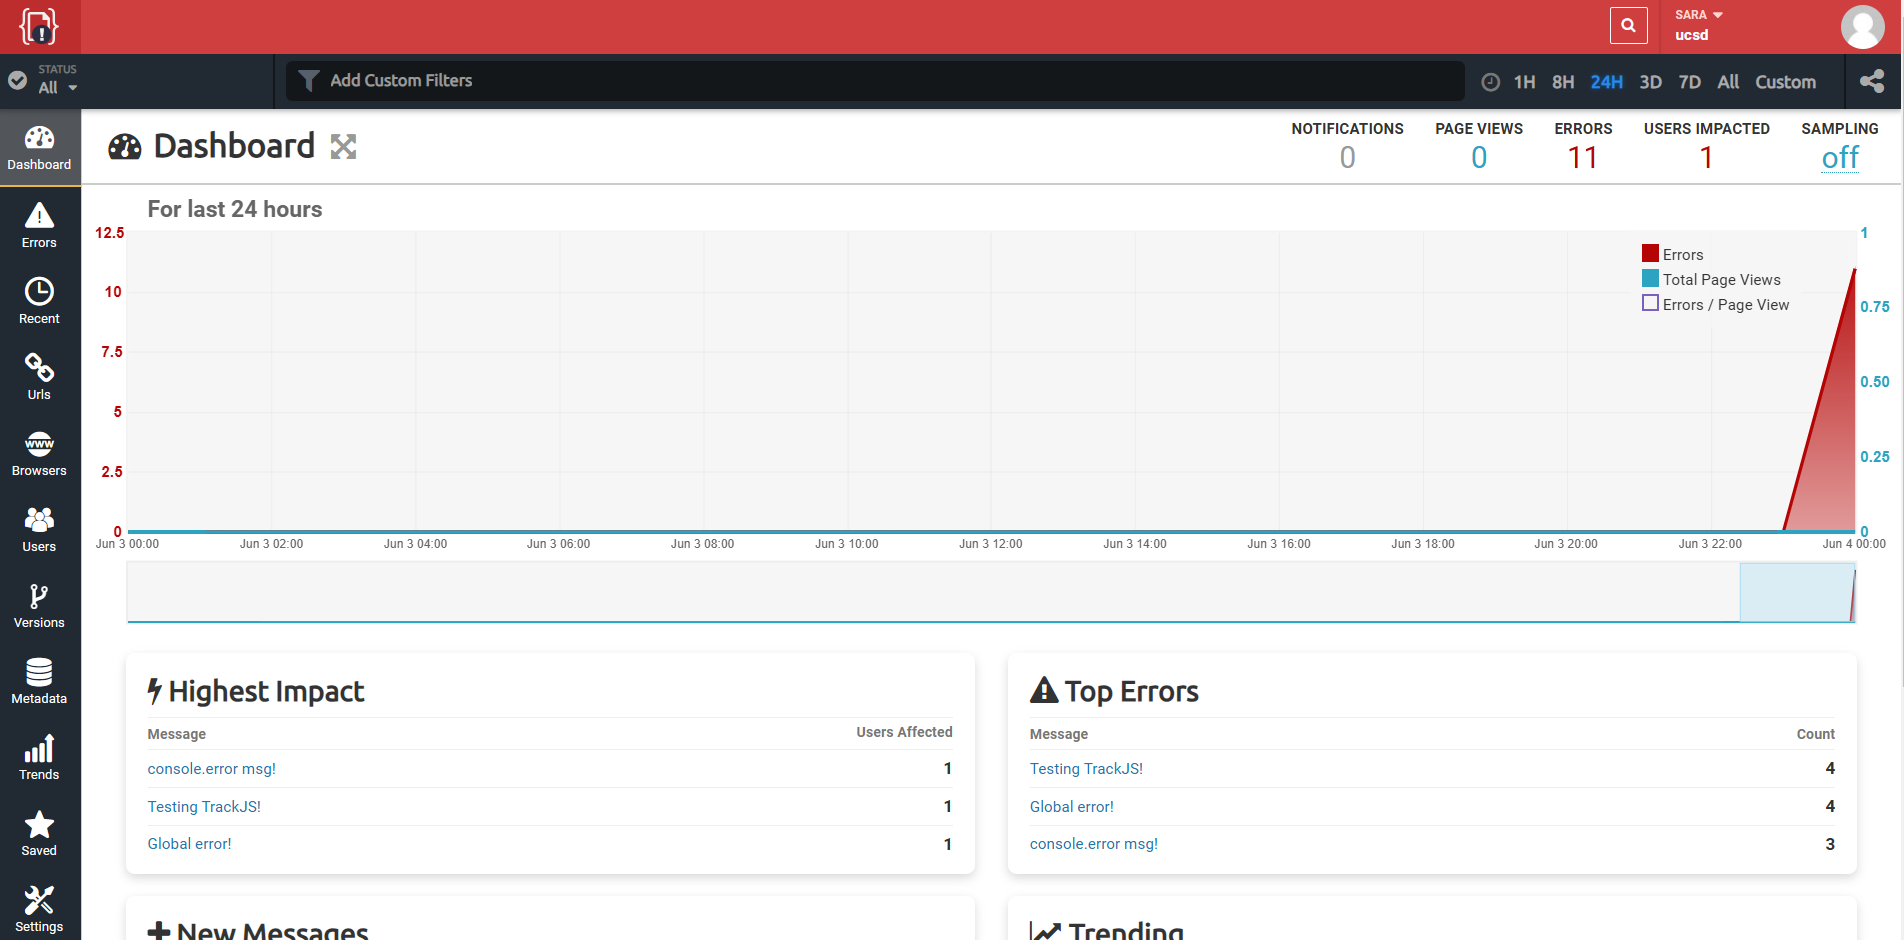 SARA
ucsd
STATUS
All
Add Custom Filters
1H 8H 24H 3D 7D All Custom
Dashboard
Errors
Recent
Urls
www
Browsers
Users
Versions
Metadata
Trends
Saved
Settings
Dashboard
NOTIFICATIONS
0
PAGE VIEWS
0
ERRORS
11
USERS IMPACTED
1
SAMPLING
off
For last 24 hours
12.5
10
7.5
5
2.5
0
1
0.75
0.50
0.25
0
Errors
Total Page Views
Errors / Page View
Jun 3 00:00 Jun 3 02:00 Jun 3 04:00 Jun 3 06:00 Jun 3 08:00 Jun 3 10:00 Jun 3 12:00 Jun 3 14:00 Jun 3 16:00 Jun 3 18:00 Jun 3 20:00 Jun 3 22:00 Jun 4 00:00
Highest Impact
Message Users Affected
console.error msg! 1
Testing TrackJS! 1
Global error! 1
Top Errors
Message Count
Testing TrackJS! 4
Global error! 4
console.error msg! 3
New Messages
Trending